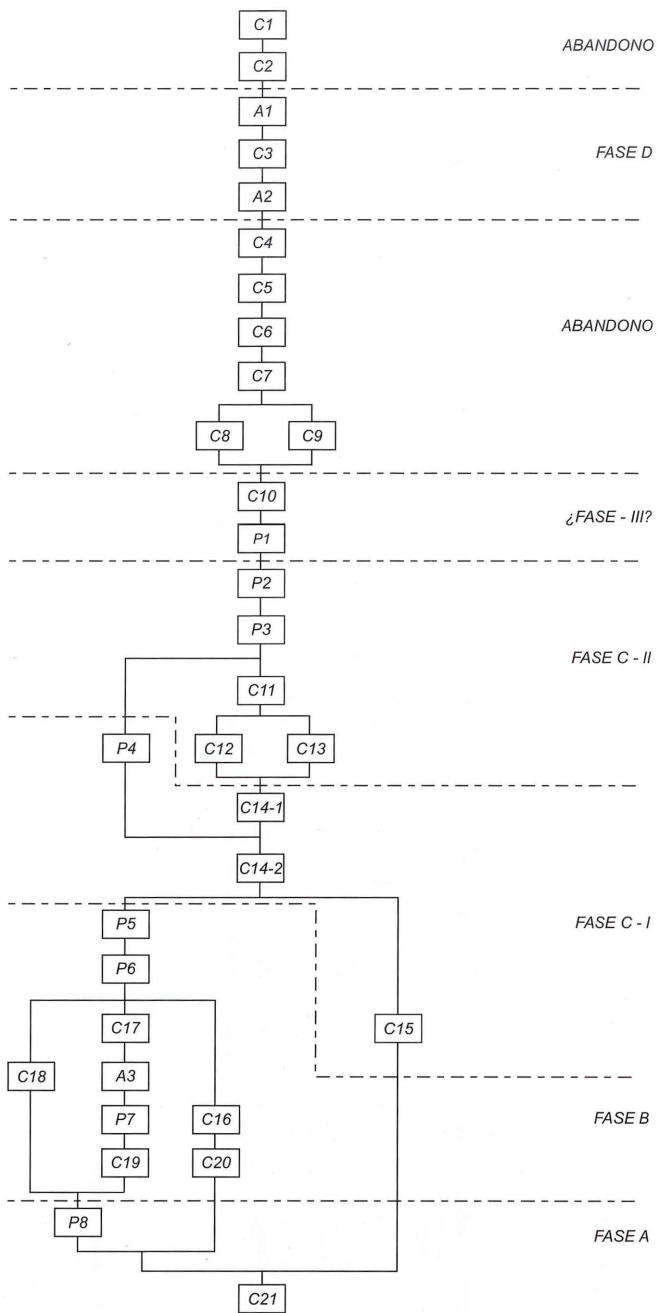 C1
ABANDONO
C2
A1
C3
FASE D
A2
C4
C5
C6
ABANDONO
C7
C8 C9
C10
¿FASE - III?
P1
P2
P3
FASE C - II
C11
P4 C12 C13
C14-1
C14-2
P5
FASE C - I
P6
C17 C15
C18 A3
P7 C16
FASE B
C19 C20
P8
FASE A
C21